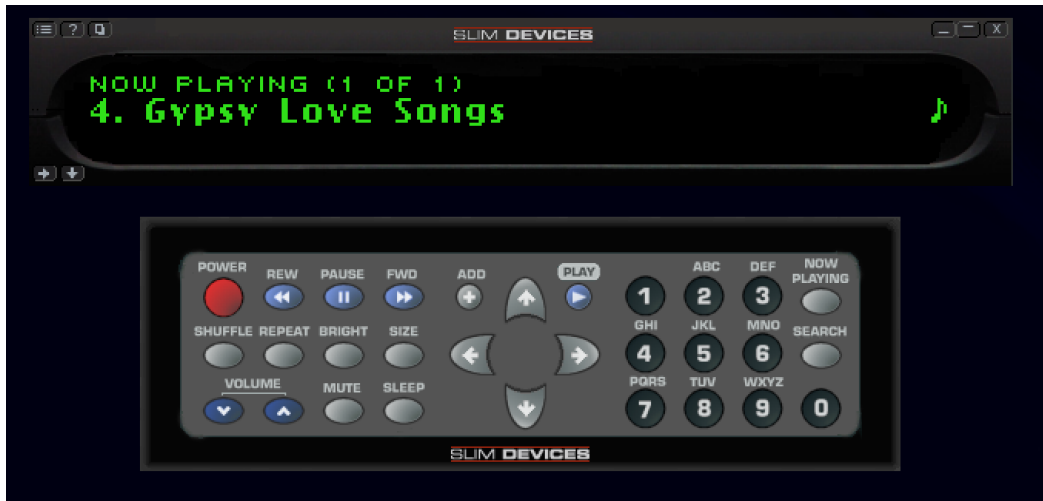 SLIM DEVICES
NOW PLAYING (1 OF 1)
4. Gypsy Love Songs
POWER REW PAUSE FWD ADD PLAY ABC DEF NOW PLAYING
1 2 3
SHUFFLE REPEAT BRIGHT SIZE GHI JKL MNO SEARCH
4 5 6
VOLUME MUTE SLEEP PQRS TUV WXYZ
7 8 9 0
SLIM DEVICES